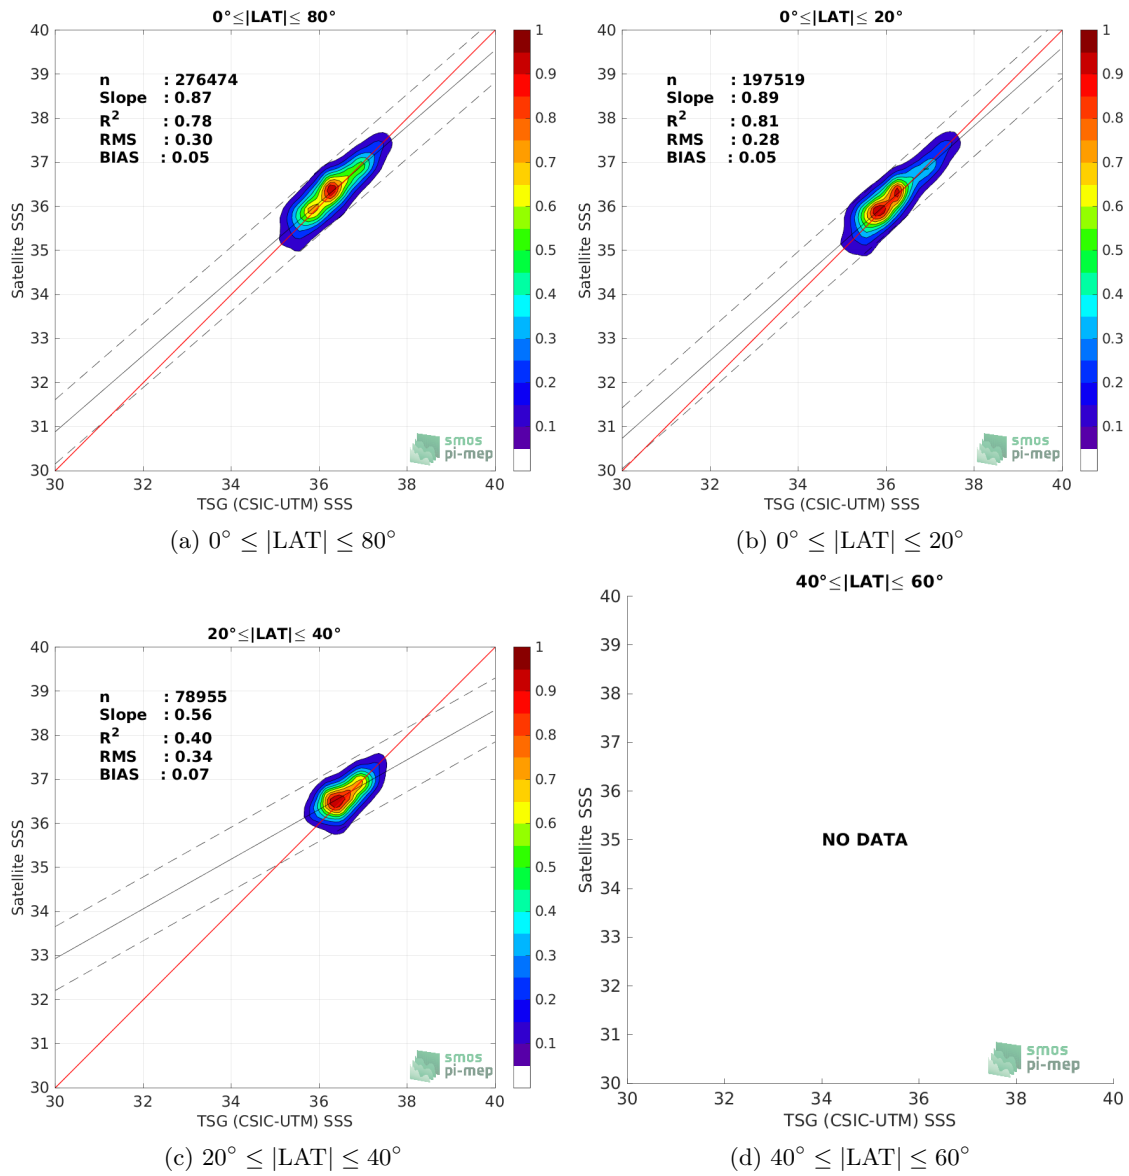 0°≤|LAT|≤ 80°
40
39
38
37
36
35
34
33
32
31
30
Satellite SSS
n : 276474
Slope : 0.87
R² : 0.78
RMS : 0.30
BIAS : 0.05
1
0.9
0.8
0.7
0.6
0.5
0.4
0.3
0.2
0.1
smos
pi-mep
30 32 34 36 38 40
TSG (CSIC-UTM) SSS
(a) 0° ≤ |LAT| ≤ 80°
0°≤|LAT|≤ 20°
40
39
38
37
36
35
34
33
32
31
30
Satellite SSS
n : 197519
Slope : 0.89
R² : 0.81
RMS : 0.28
BIAS : 0.05
1
0.9
0.8
0.7
0.6
0.5
0.4
0.3
0.2
0.1
smos
pi-mep
30 32 34 36 38 40
TSG (CSIC-UTM) SSS
(b) 0° ≤ |LAT| ≤ 20°
20°≤|LAT|≤ 40°
40
39
38
37
36
35
34
33
32
31
30
Satellite SSS
n : 78955
Slope : 0.56
R² : 0.40
RMS : 0.34
BIAS : 0.07
1
0.9
0.8
0.7
0.6
0.5
0.4
0.3
0.2
0.1
smos
pi-mep
30 32 34 36 38 40
TSG (CSIC-UTM) SSS
(c) 20° ≤ |LAT| ≤ 40°
40°≤|LAT|≤ 60°
40
39
38
37
36
35
34
33
32
31
30
Satellite SSS
NO DATA
smos
pi-mep
30 32 34 36 38 40
TSG (CSIC-UTM) SSS
(d) 40° ≤ |LAT| ≤ 60°